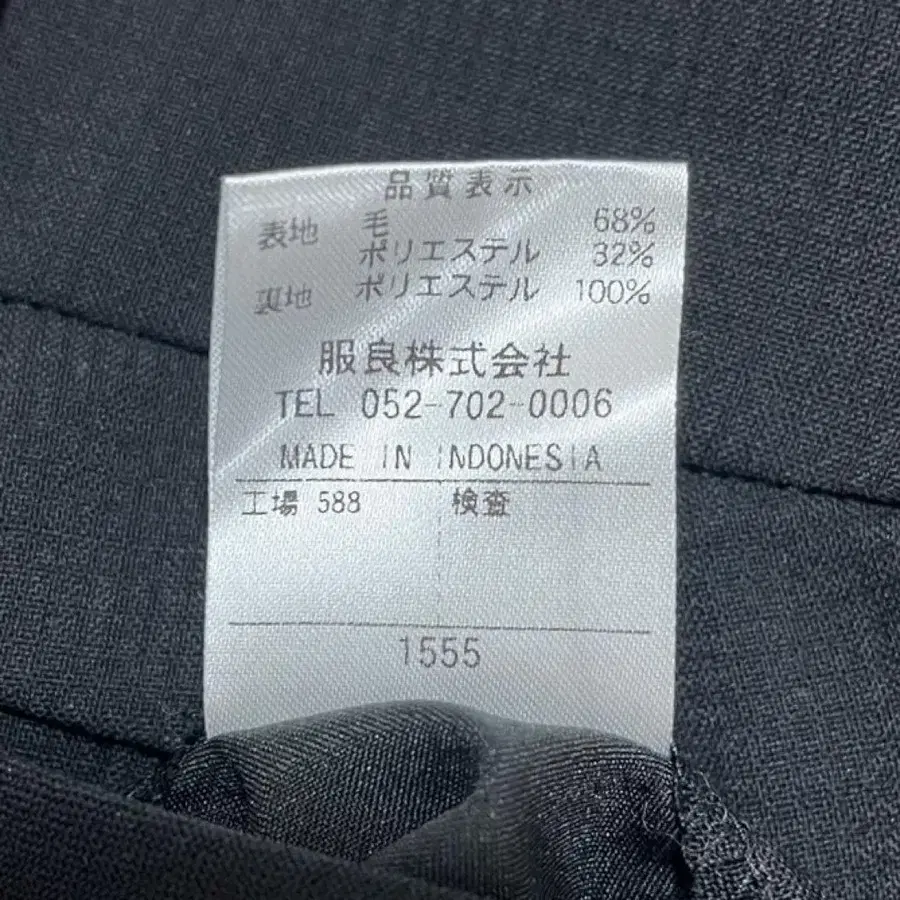 品質表示
表地 毛 68%
ポリエステル 32%
裏地 ポリエステル 100%
服良株式会社
TEL 052-702-0006
MADE IN INDONESIA
工場 588 検査
1555